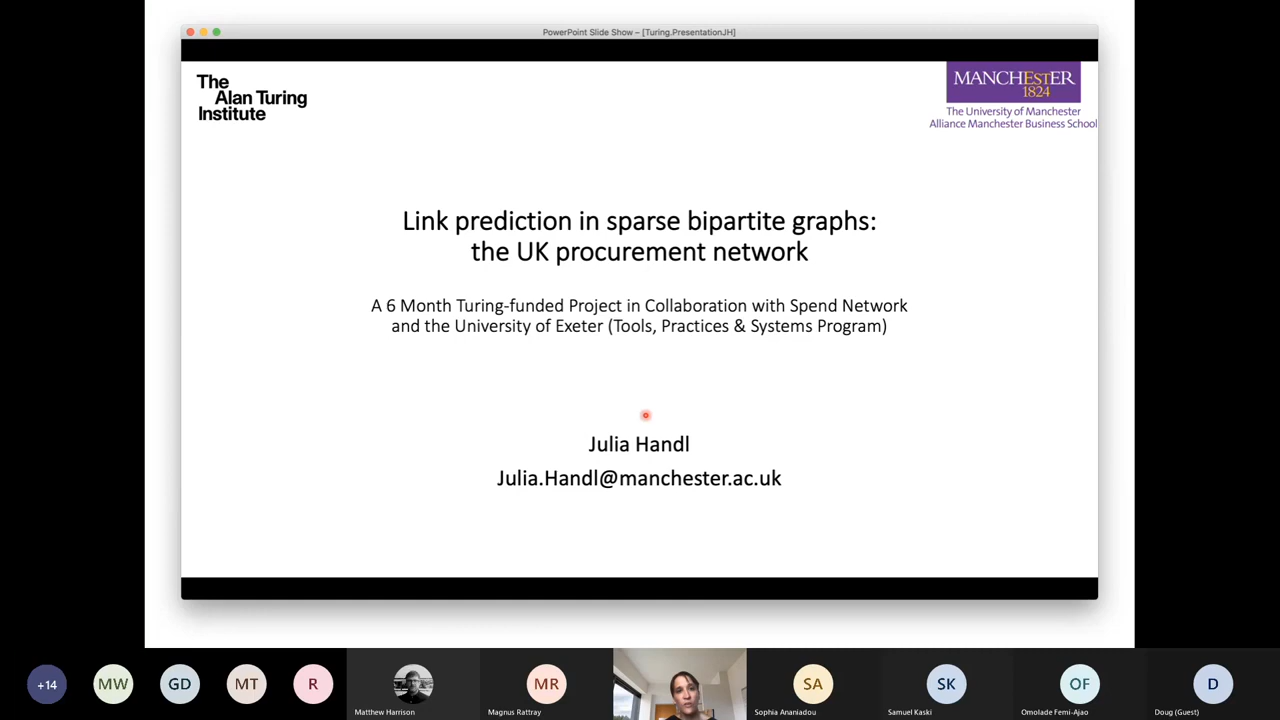 PowerPoint Slide Show – [Turing.PresentationJH]
The
Alan Turing
Institute
MANCHESTER
1824
The University of Manchester
Alliance Manchester Business School
Link prediction in sparse bipartite graphs:
the UK procurement network
A 6 Month Turing-funded Project in Collaboration with Spend Network
and the University of Exeter (Tools, Practices & Systems Program)
Julia Handl
Julia.Handl@manchester.ac.uk
+14
MW
GD
MT
R
MR
SA
SK
OF
D
Matthew Harrison
Magnus Rattray
Sophia Ananiadou
Samuel Kaski
Omolade Femi-Ajao
Doug (Guest)